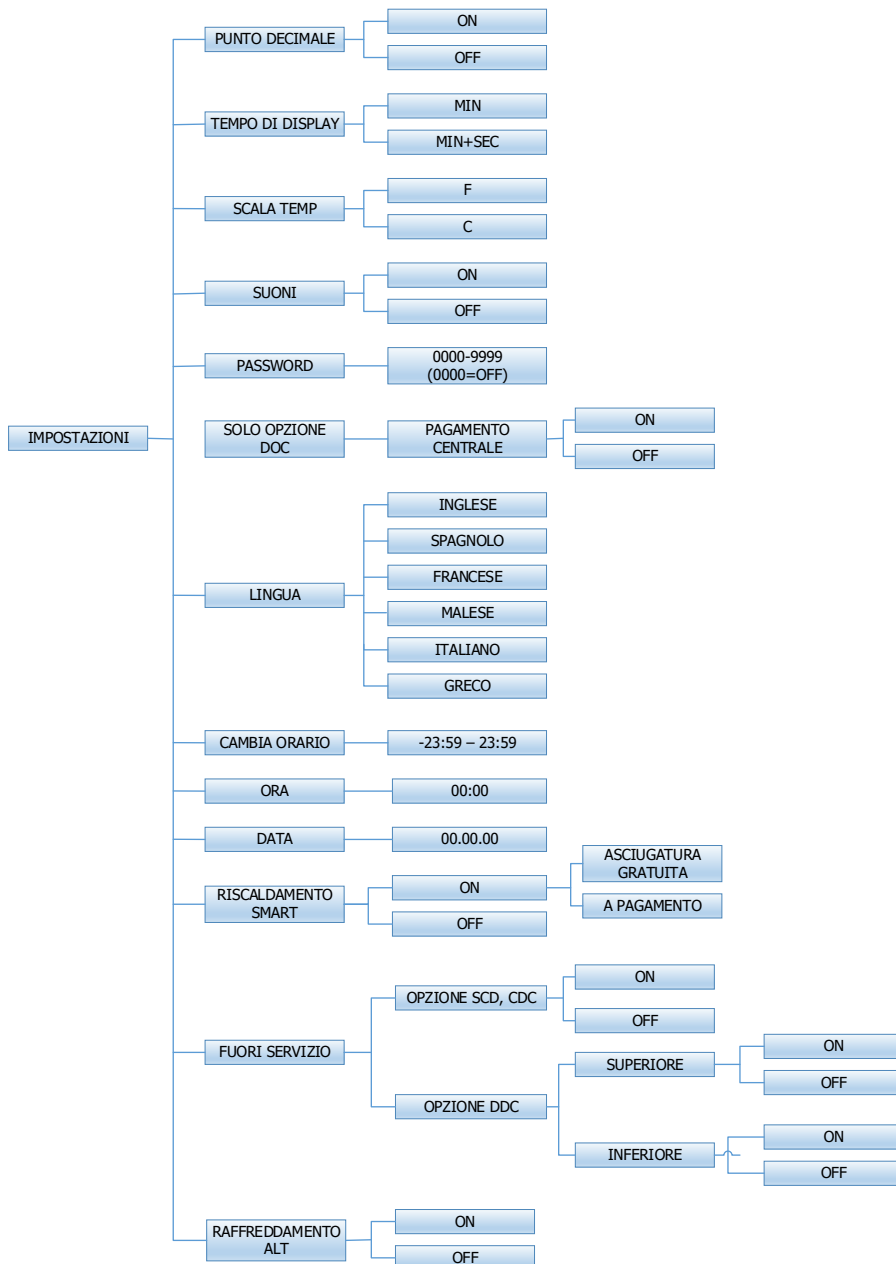 PUNTO DECIMALE
ON
OFF
TEMPO DI DISPLAY
MIN
MIN+SEC
SCALA TEMP
F
C
SUONI
ON
OFF
PASSWORD
0000-9999
(0000=OFF)
IMPOSTAZIONI
SOLO OPZIONE
DOC
PAGAMENTO
CENTRALE
ON
OFF
LINGUA
INGLESE
SPAGNOLO
FRANCESE
MALESE
ITALIANO
GRECO
CAMBIA ORARIO
-23:59 – 23:59
ORA
00:00
DATA
00.00.00
RISCALDAMENTO
SMART
ON
ASCIUGATURA
GRATUITA
A PAGAMENTO
OFF
FUORI SERVIZIO
OPZIONE SCD, CDC
ON
OFF
OPZIONE DDC
SUPERIORE
ON
OFF
INFERIORE
ON
OFF
RAFFREDDAMENTO
ALT
ON
OFF